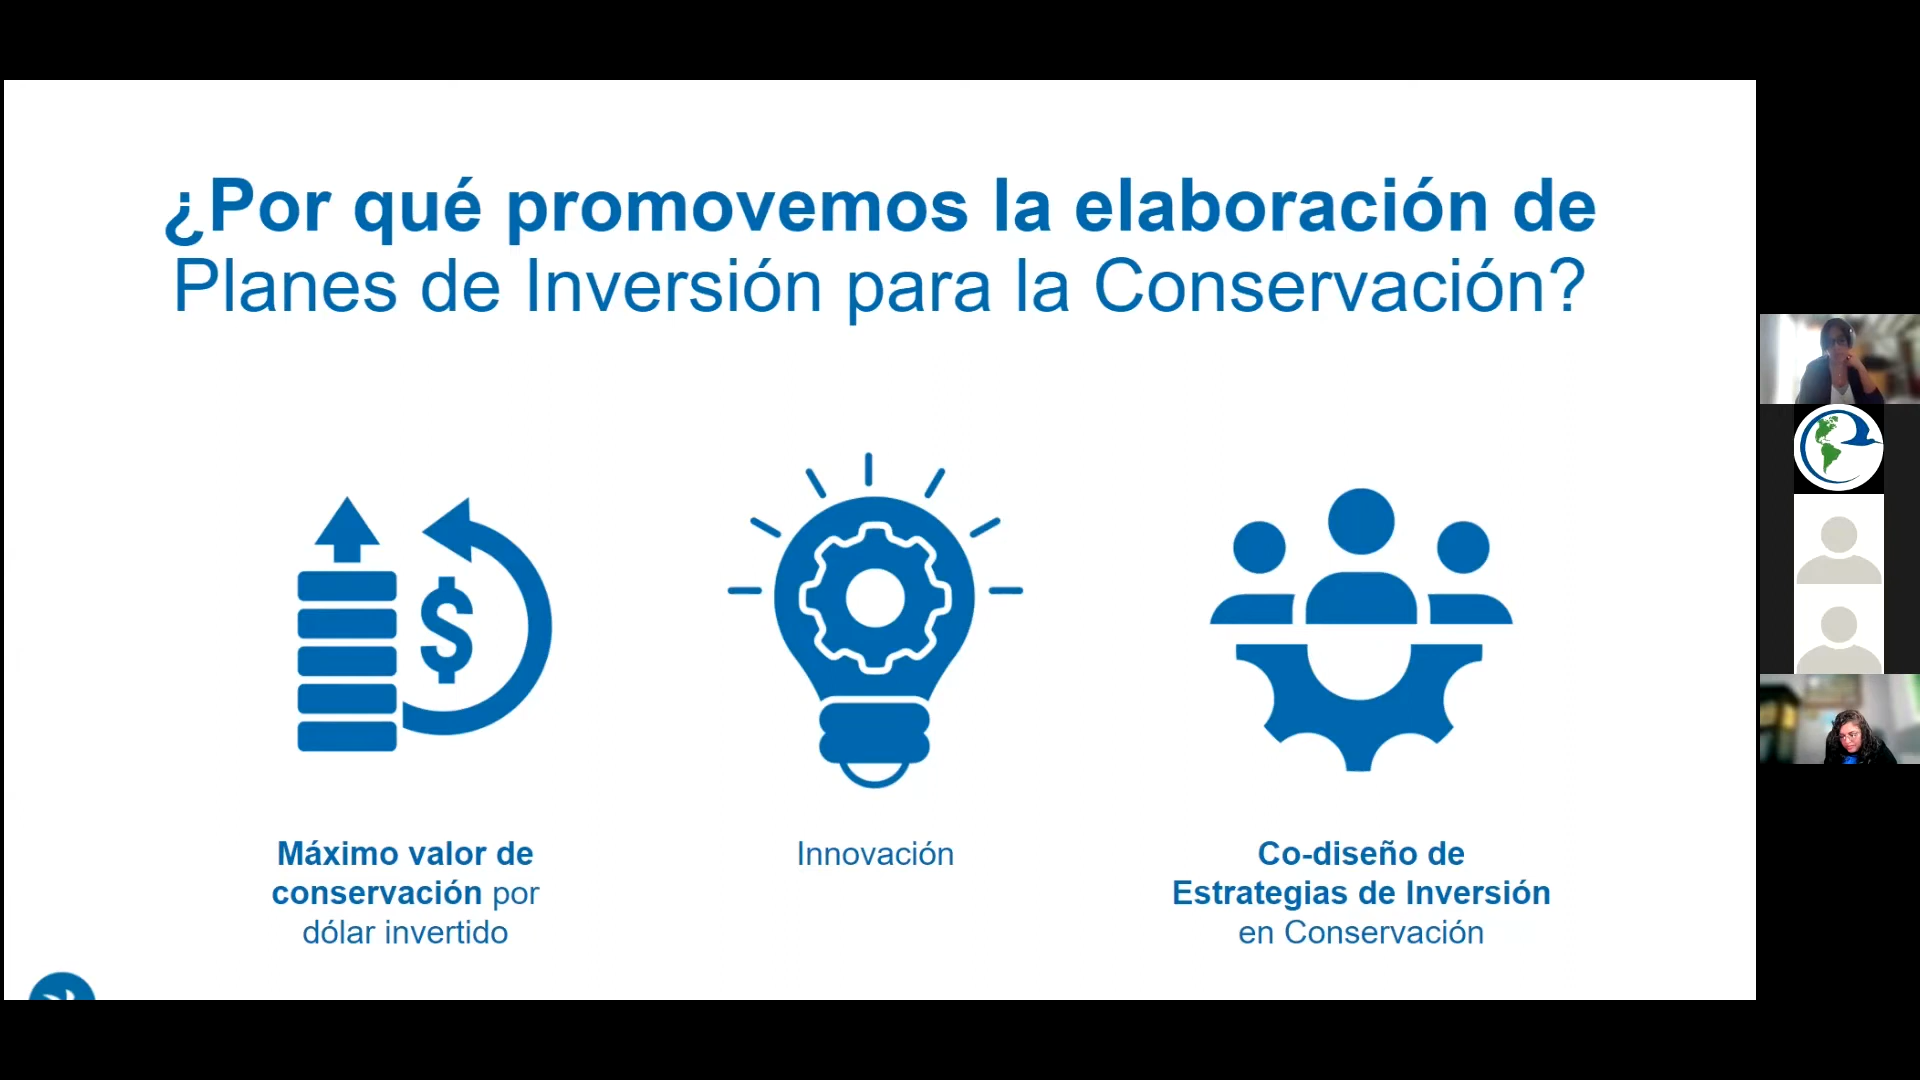 ¿Por qué promovemos la elaboración de
Planes de Inversión para la Conservación?
Máximo valor de
conservación por
dólar invertido
Innovación
Co-diseño de
Estrategias de Inversión
en Conservación